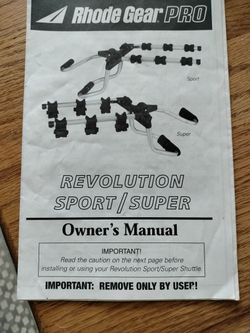 Rhode Gear PRO
Sport
Super
REVOLUTION
SPORT/SUPER
Owner's Manual
IMPORTANT!
Read the caution on the next page before
installing or using your Revolution Sport/Super Shuttle
IMPORTANT: REMOVE ONLY BY USER!